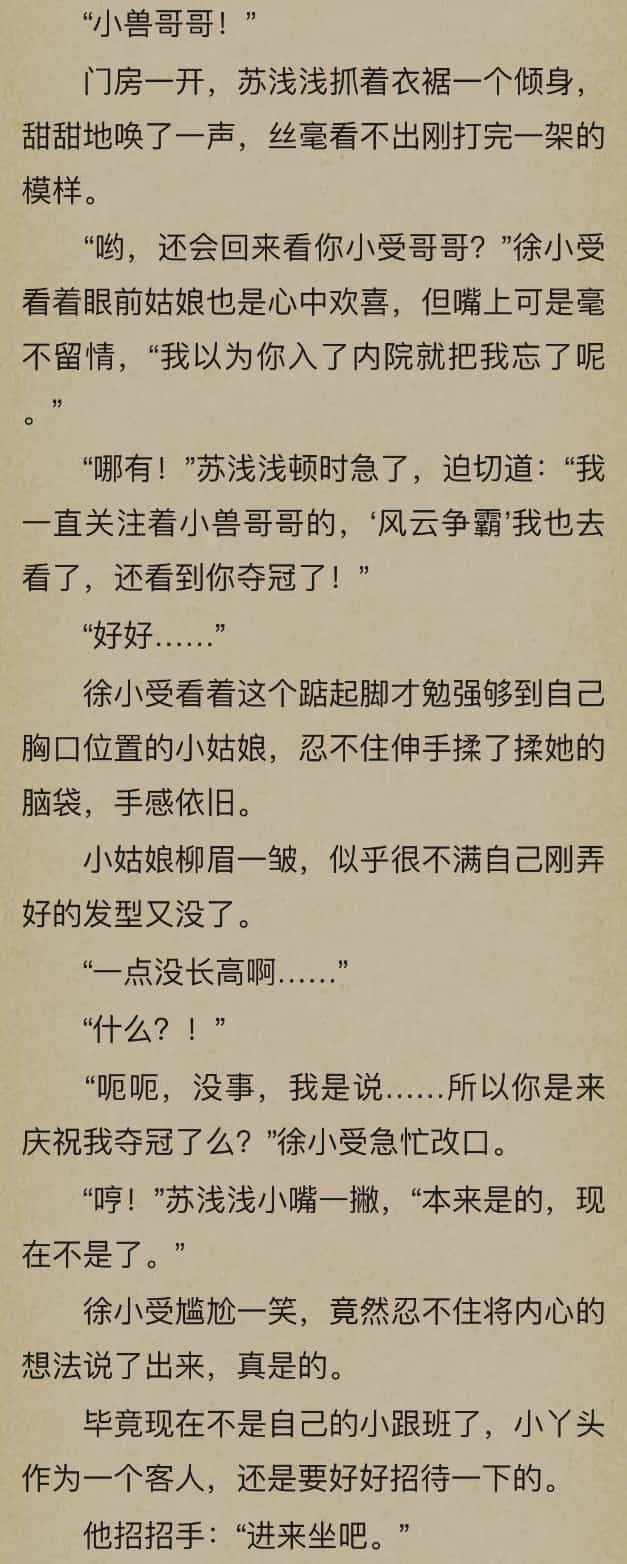 “小兽哥哥！”
门房一开，苏浅浅抓着衣裾一个倾身，
甜甜地唤了一声，丝毫看不出刚打完一架的
模样。
“哟，还会回来看你小受哥哥？”徐小受
看着眼前姑娘也是心中欢喜，但嘴上可是毫
不留情，“我以为你入了内院就把我忘了呢
。”
“哪有！”苏浅浅顿时急了，迫切道：“我
一直关注着小兽哥哥的，‘风云争霸’我也去
看了，还看到你夺冠了！”
“好好……”
徐小受看着这个踮起脚才勉强够到自己
胸口位置的小姑娘，忍不住伸手揉了揉她的
脑袋，手感依旧。
小姑娘柳眉一皱，似乎很不满自己刚弄
好的发型又没了。
“一点没长高啊……”
“什么？！”
“呃呃，没事，我是说……所以你是来
庆祝我夺冠了么？”徐小受急忙改口。
“哼！”苏浅浅小嘴一撇，“本来是的，现
在不是了。”
徐小受尴尬一笑，竟然忍不住将内心的
想法说了出来，真是的。
毕竟现在不是自己的小跟班了，小丫头
作为一个客人，还是要好好招待一下的。
他招招手：“进来坐吧。”